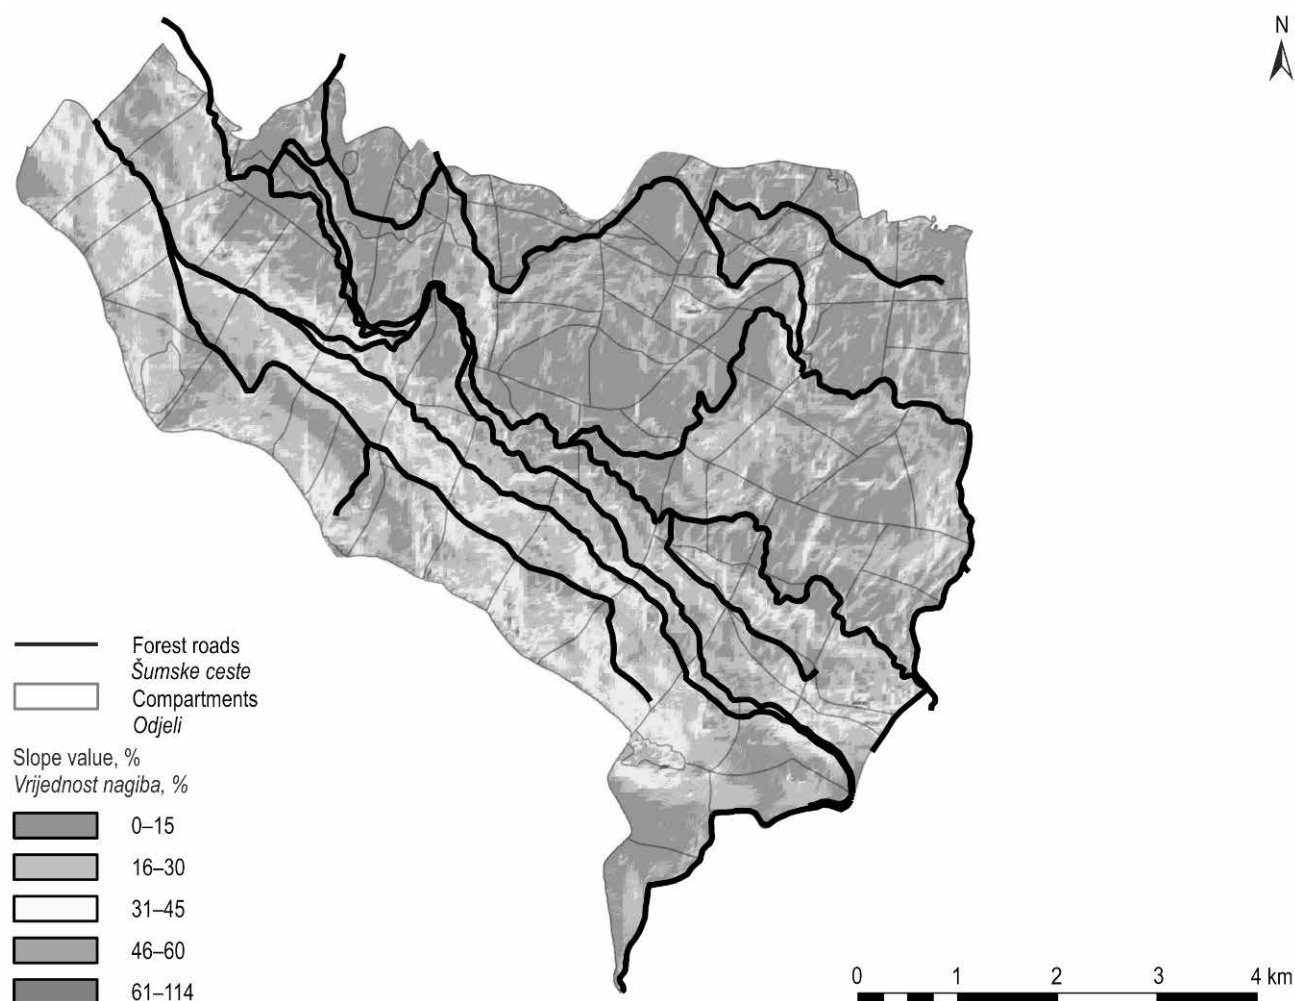 N
Forest roads
Šumske ceste
Compartments
Odjeli
Slope value, %
Vrijednost nagiba, %
0–15
16–30
31–45
46–60
61–114
0 1 2 3 4 km